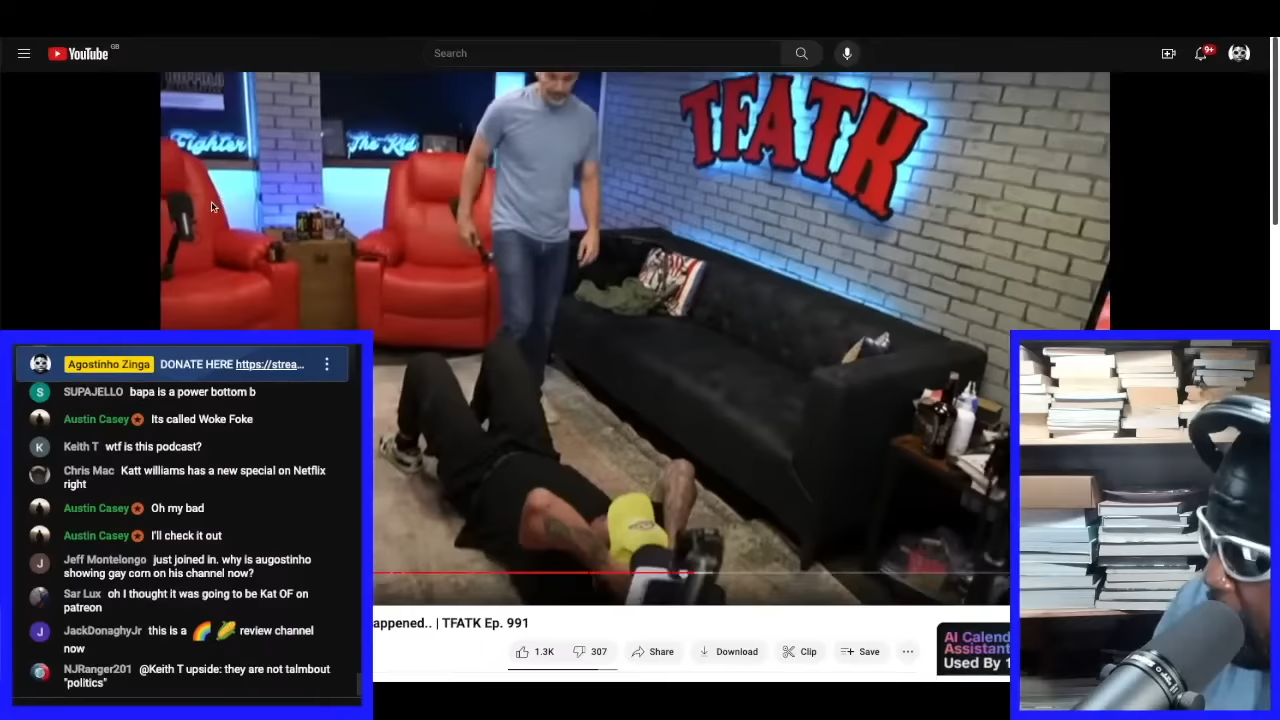 YouTube
GB
Search
9+
Fighter
The Kid
TFATK
Agostinho Zinga DONATE HERE https://strea...
S SUPAJELLO bapa is a power bottom b
Austin Casey Its called Woke Foke
K Keith T wtf is this podcast?
Chris Mac Katt williams has a new special on Netflix
right
Austin Casey Oh my bad
Austin Casey I'll check it out
J Jeff Montelongo just joined in. why is augostinho
showing gay corn on his channel now?
Sar Lux oh I thought it was going to be Kat OF on
patreon
J JackDonaghyJr this is a 🌈 🌽 review channel
now
NJRanger201 @Keith T upside: they are not talmbout
"politics"
appened.. | TFATK Ep. 991
1.3K 307 Share Download Clip Save
AI Calend
Assistan
Used By 1